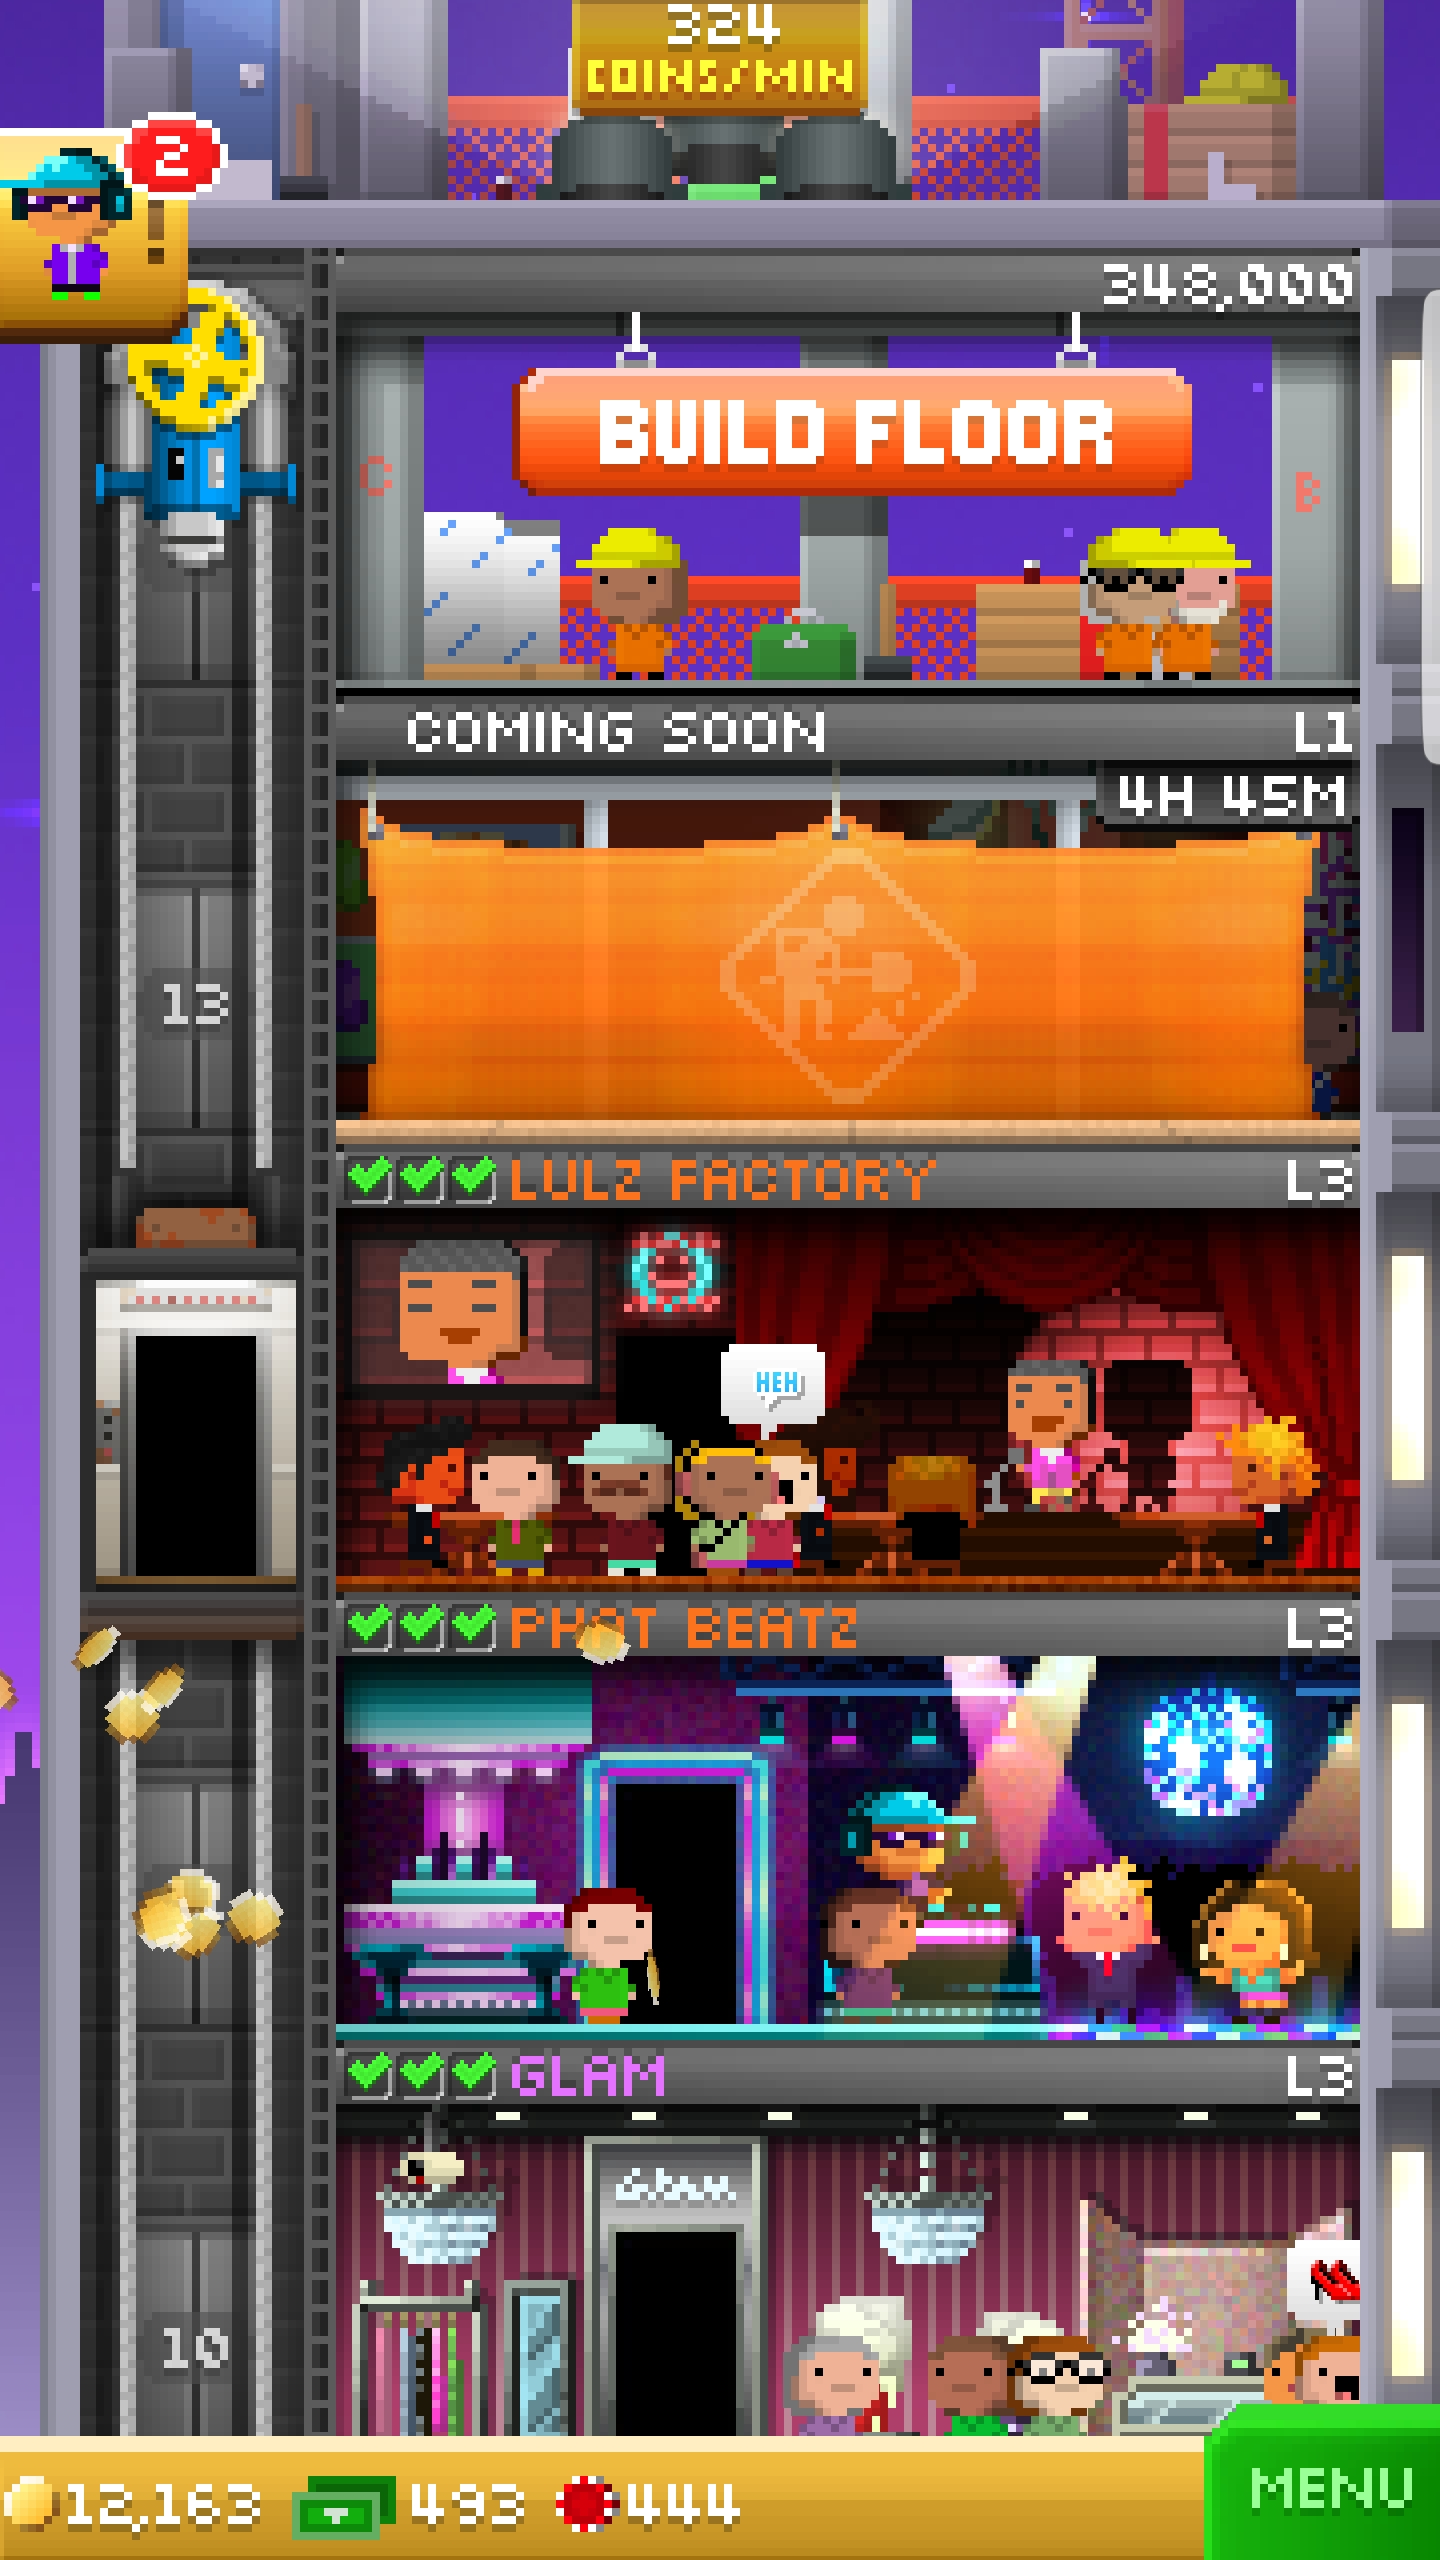 324
COINS/MIN
2
348,000
BUILD FLOOR
C
B
COMING SOON
L1
4H 45M
13
LULZ FACTORY
L3
HEH
PHAT BEATZ
L3
GLAM
L3
Glam
10
12,163
493
444
MENU